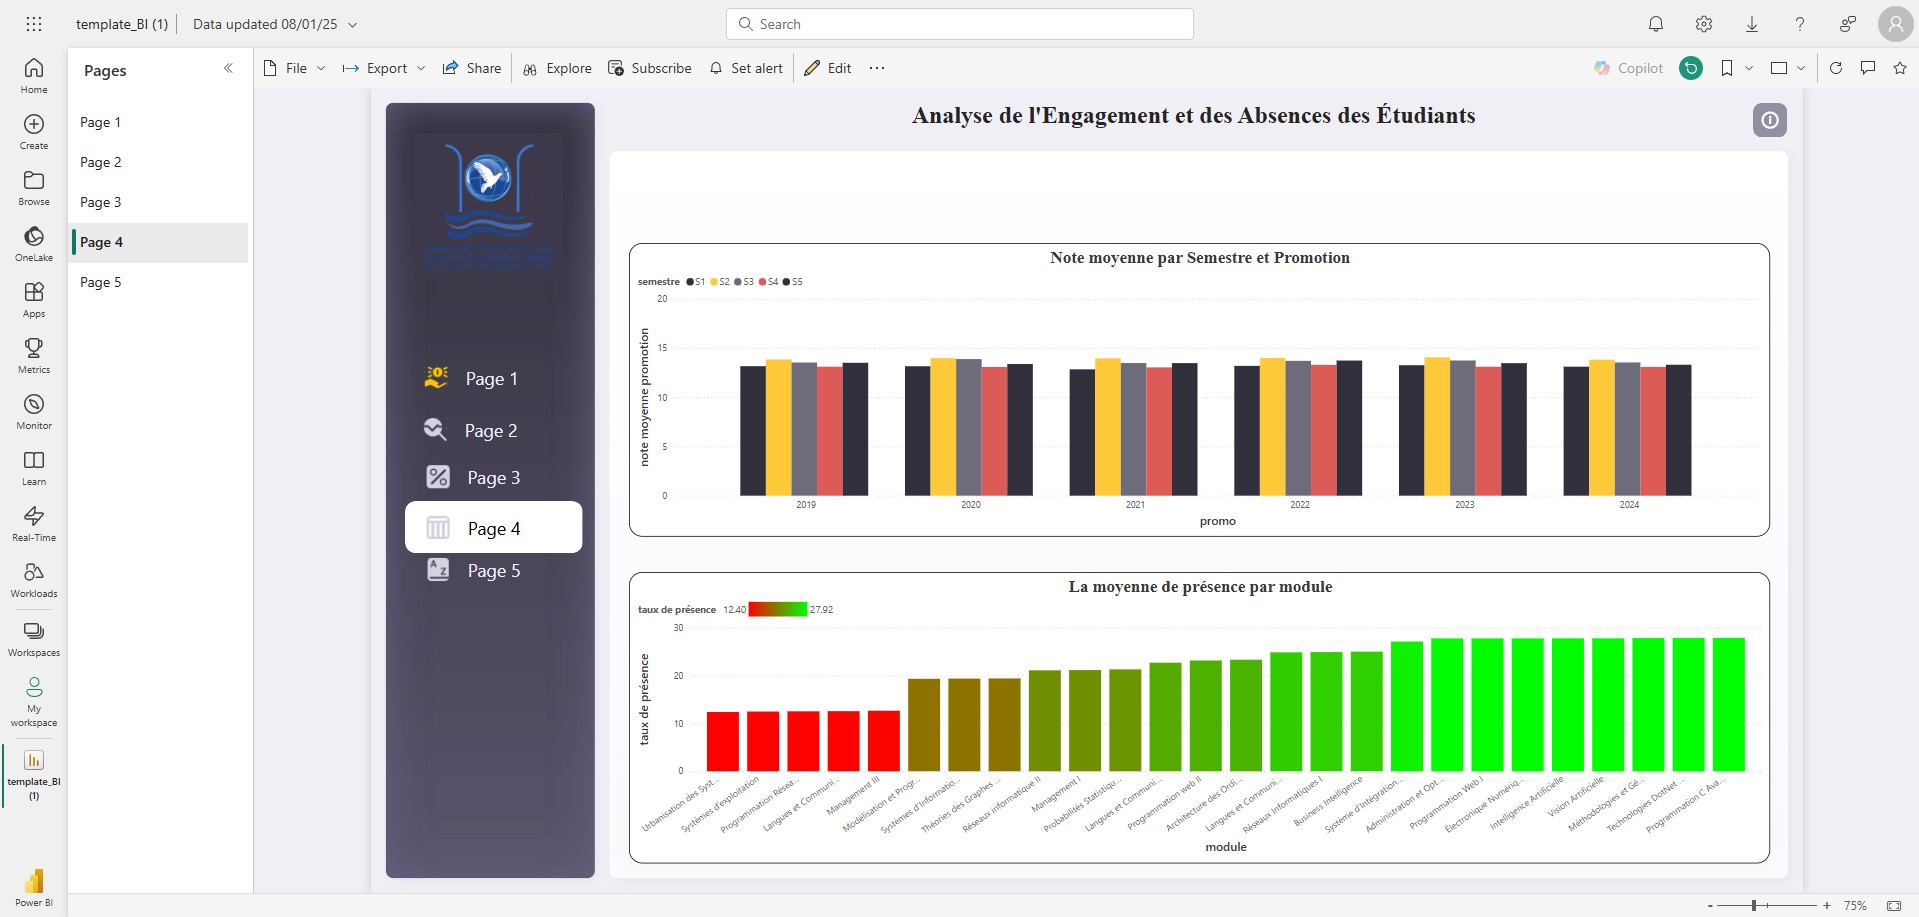 template_BI (1)
Data updated 08/01/25
Search
Home
Create
Browse
OneLake
Apps
Metrics
Monitor
Learn
Real-Time
Workloads
Workspaces
My
workspace
template_BI
(1)
Power BI
Pages
Page 1
Page 2
Page 3
Page 4
Page 5
File
Export
Share
Explore
Subscribe
Set alert
Edit
Copilot
Page 1
Page 2
Page 3
Page 4
Page 5
Analyse de l'Engagement et des Absences des Étudiants
Note moyenne par Semestre et Promotion
semestre S1 S2 S3 S4 S5
note moyenne promotion
20
15
10
5
0
2019 2020 2021 2022 2023 2024
promo
La moyenne de présence par module
taux de présence 12.40 27.92
taux de présence
30
20
10
0
Urbanisation des Syst...
Systèmes d'exploitation
Programmation Résea...
Langues et Communi...
Management III
Modélisation et Progr...
Systèmes d'Informatio...
Théories des Graphes ...
Réseaux informatique II
Management I
Probabilités Statistiqu...
Langues et Communi...
Programmation web II
Architecture des Ordi...
Langues et Communi...
Réseaux Informatiques I
Business Intelligence
Système d'Intégration...
Administration et Opt...
Programmation Web I
Électronique Numériq...
Intelligence Artificielle
Vision Artificielle
Méthodologies et Gé...
Technologies DotNet ...
Programmation C Ava...
module
75%